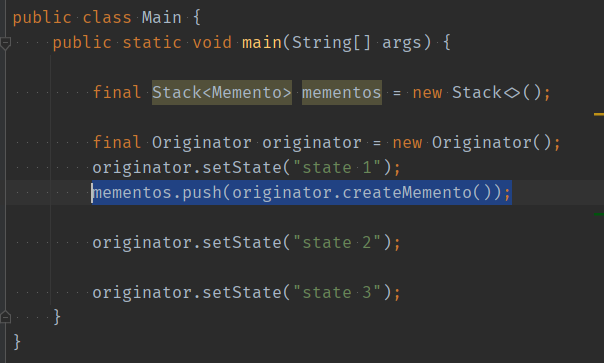 public class Main {
public static void main(String[] args) {
final Stack<Memento> mementos = new Stack<>();
final Originator originator = new Originator();
originator.setState("state 1");
mementos.push(originator.createMemento());
originator.setState("state 2");
originator.setState("state 3");
}
}